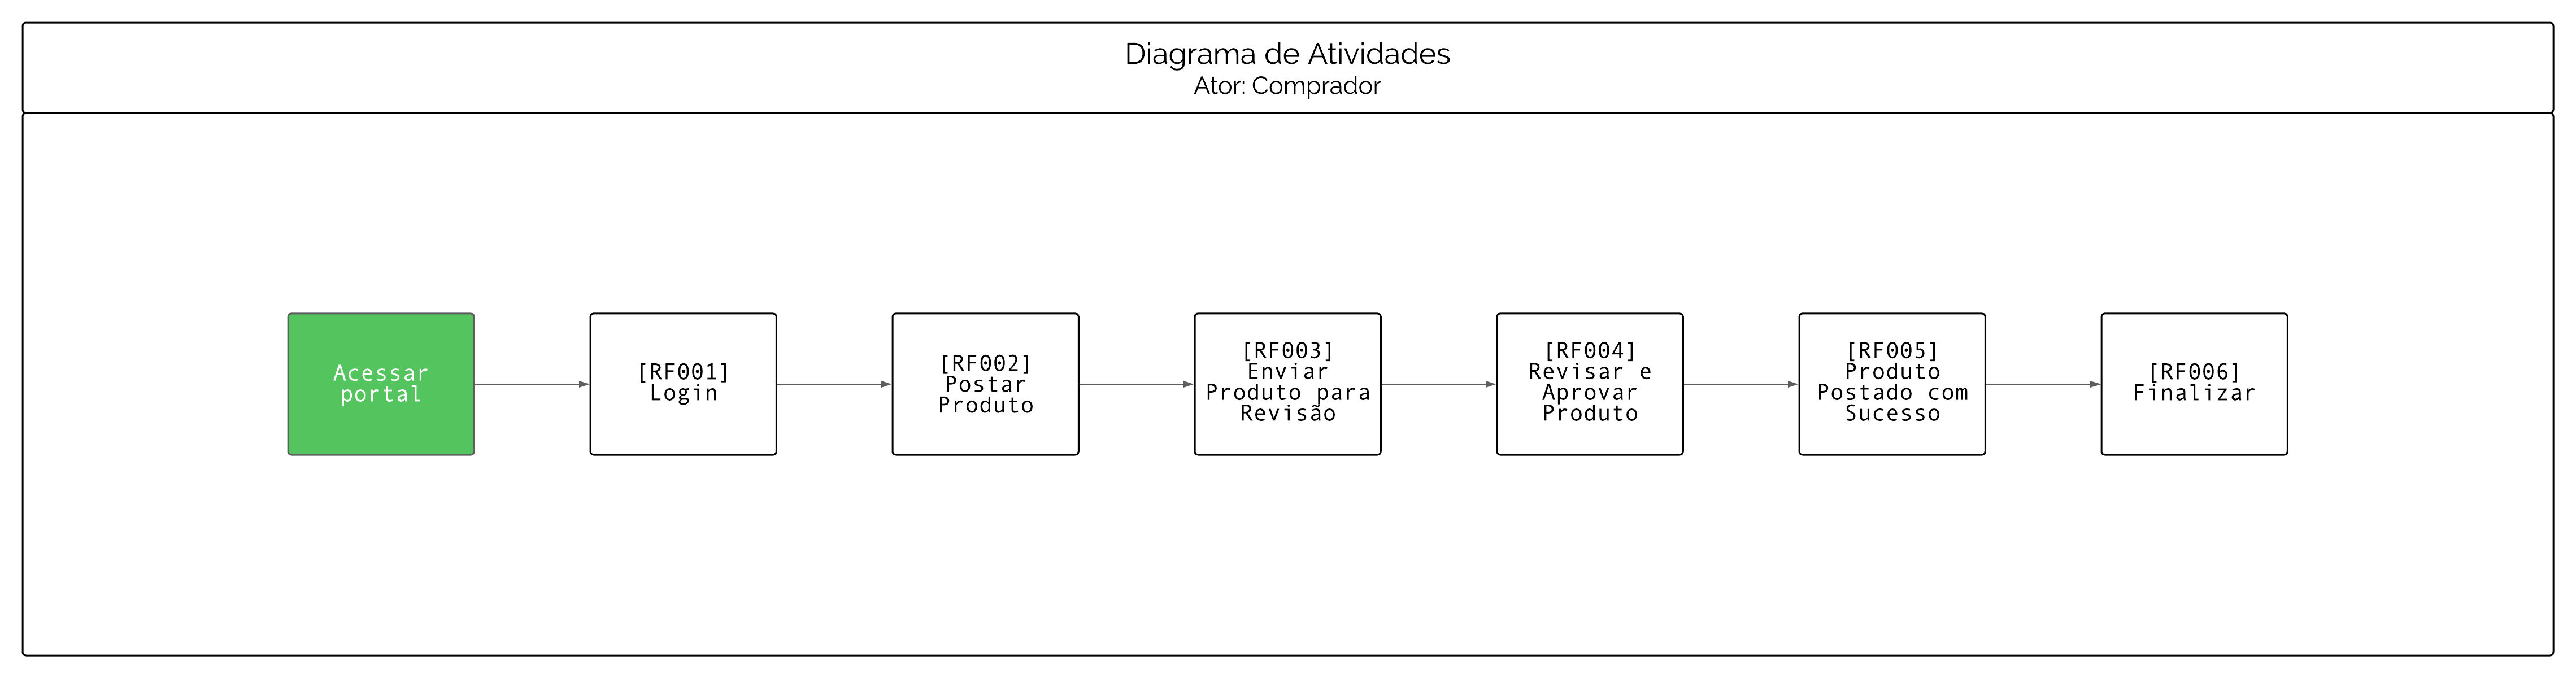 Diagrama de Atividades
Ator: Comprador
Acessar
portal
[RF001]
Login
[RF002]
Postar
Produto
[RF003]
Enviar
Produto para
Revisão
[RF004]
Revisar e
Aprovar
Produto
[RF005]
Produto
Postado com
Sucesso
[RF006]
Finalizar